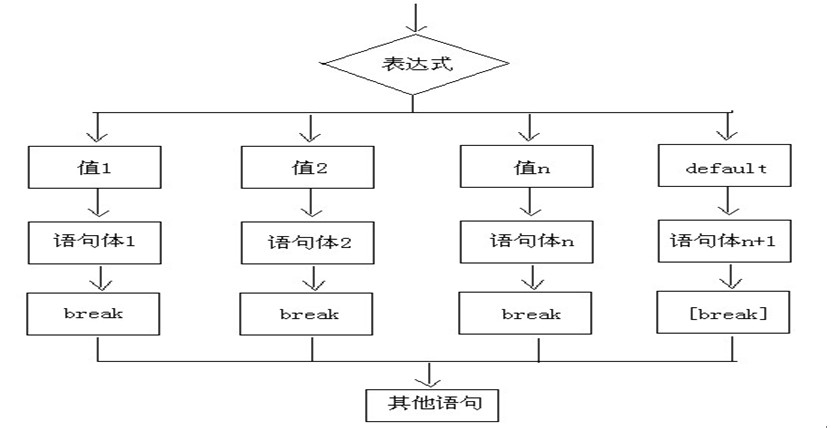 表达式
值1
值2
值n
default
语句体1
语句体2
语句体n
语句体n+1
break
break
break
[break]
其他语句